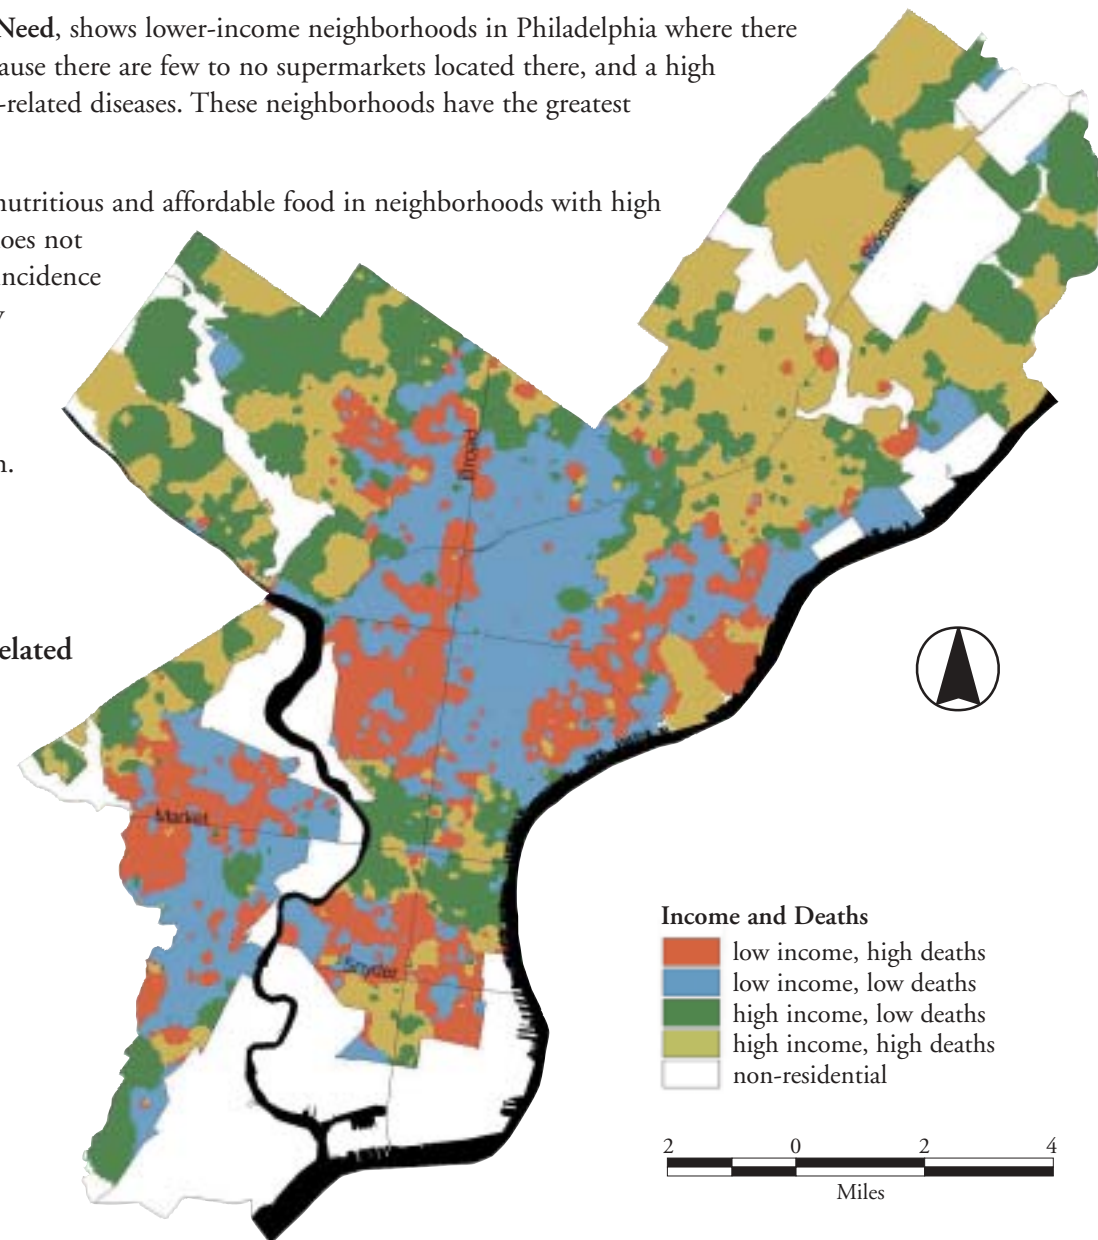 Need, shows lower-income neighborhoods in Philadelphia where there
ause there are few to no supermarkets located there, and a high
-related diseases. These neighborhoods have the greatest
nutritious and affordable food in neighborhoods with high
oes not
ncidence
y
n.
elated
Roosevelt
Broad
Market
Snyder
Income and Deaths
low income, high deaths
low income, low deaths
high income, low deaths
high income, high deaths
non-residential
2 0 2 4
Miles